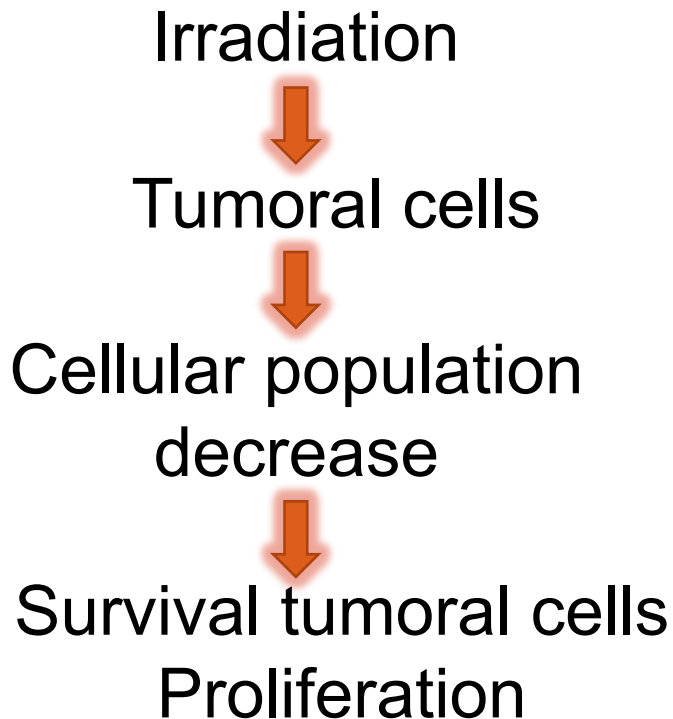 Irradiation
Tumoral cells
Cellular population
decrease
Survival tumoral cells
Proliferation